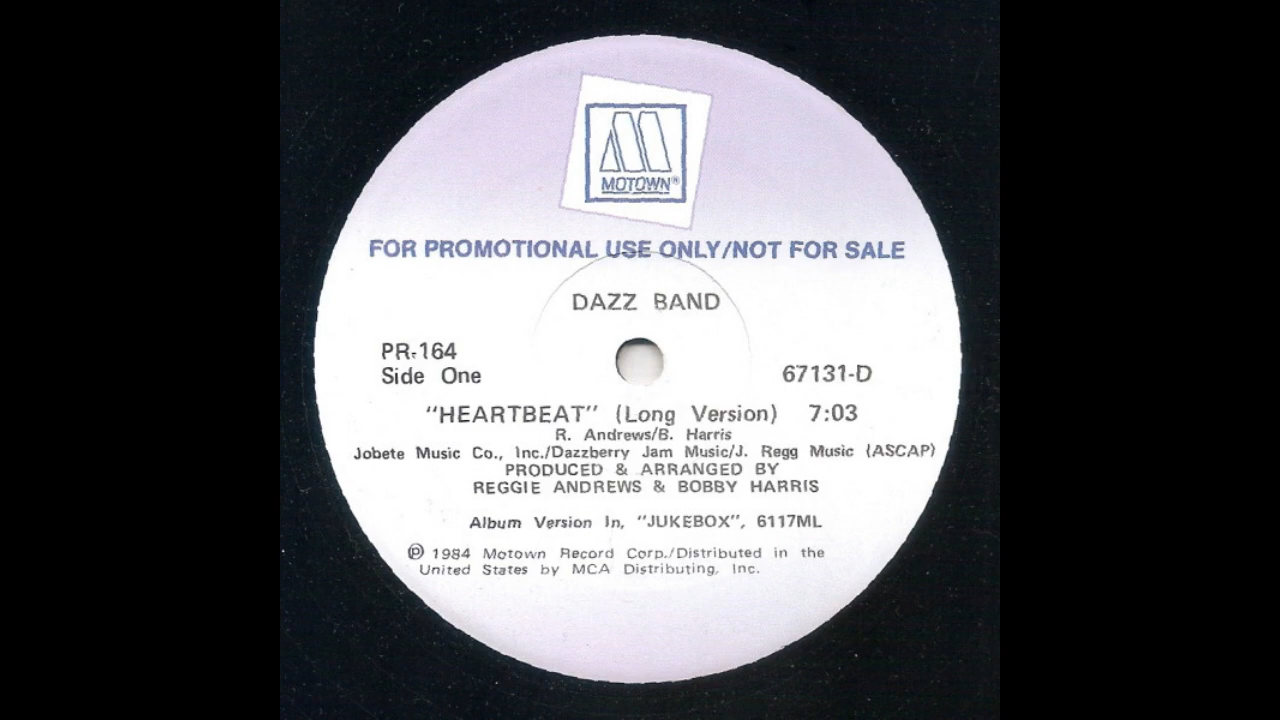 MOTOWN®
FOR PROMOTIONAL USE ONLY/NOT FOR SALE
DAZZ BAND
PR-164
Side One
67131-D
"HEARTBEAT" (Long Version) 7:03
R. Andrews/B. Harris
Jobete Music Co., Inc./Dazzberry Jam Music/J. Regg Music (ASCAP)
PRODUCED & ARRANGED BY
REGGIE ANDREWS & BOBBY HARRIS
Album Version In, "JUKEBOX", 6117ML
℗ 1984 Motown Record Corp./Distributed in the
United States by MCA Distributing, Inc.